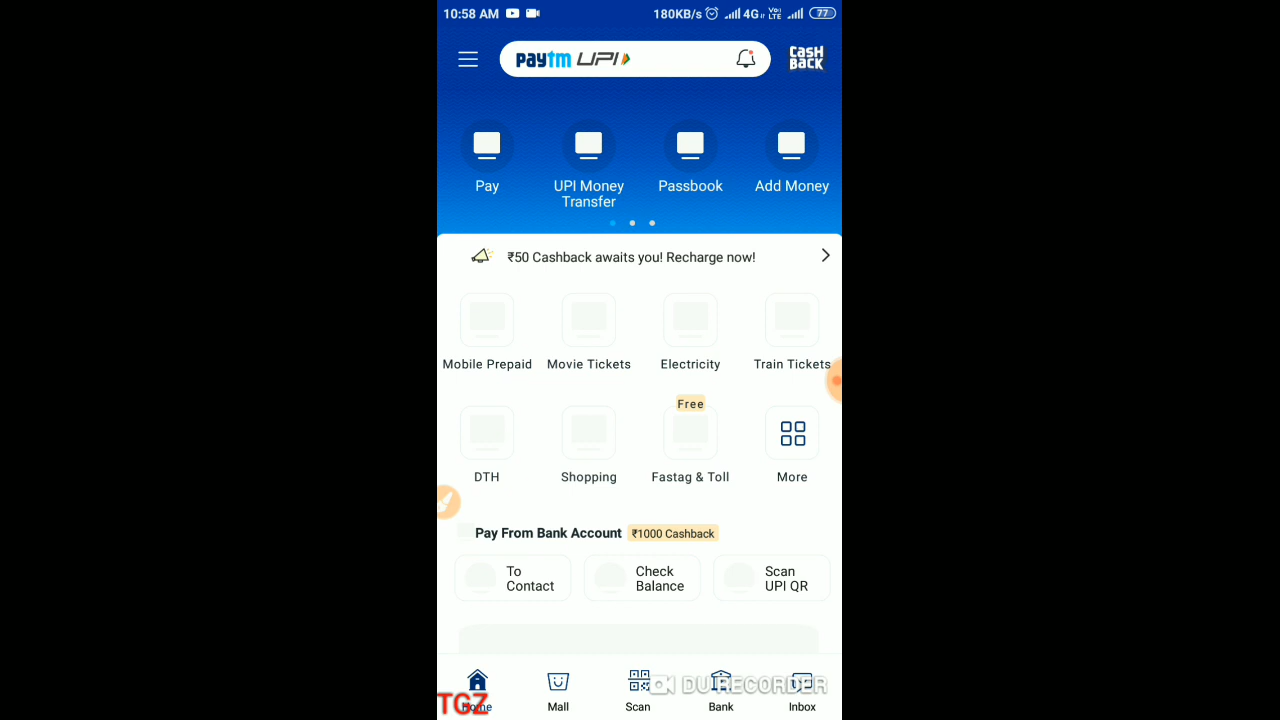 10:58 AM 180KB/s 4G VoLTE 77
paytm UPI CASH BACK
Pay UPI Money Transfer Passbook Add Money
₹50 Cashback awaits you! Recharge now!
Mobile Prepaid Movie Tickets Electricity Train Tickets
Free
DTH Shopping Fastag & Toll More
Pay From Bank Account ₹1000 Cashback
To Contact Check Balance Scan UPI QR
DU RECORDER
TGZ
Home Mall Scan Bank Inbox